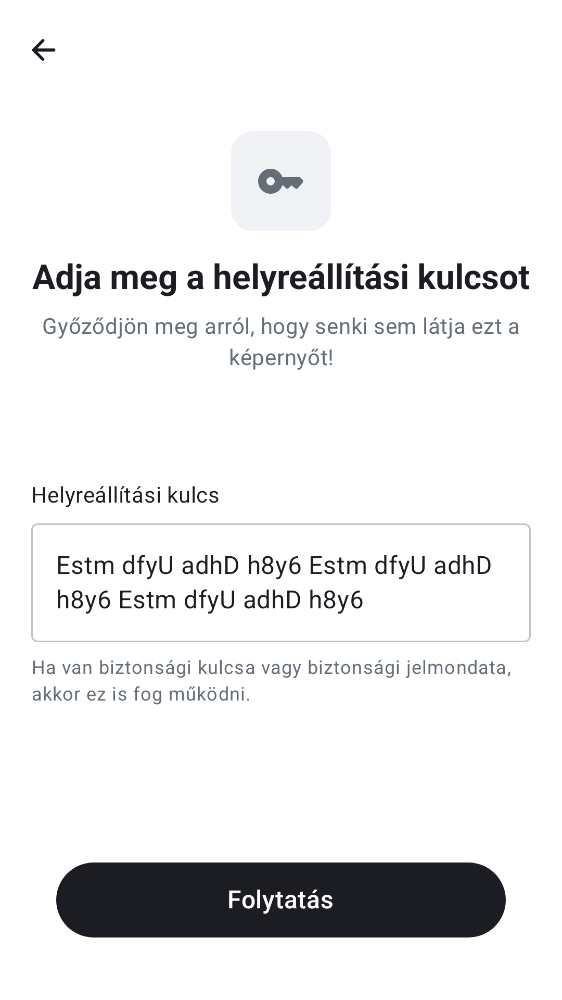 Adja meg a helyreállítási kulcsot
Győződjön meg arról, hogy senki sem látja ezt a
képernyőt!
Helyreállítási kulcs
Estm dfyU adhD h8y6 Estm dfyU adhD
h8y6 Estm dfyU adhD h8y6
Ha van biztonsági kulcsa vagy biztonsági jelmondata,
akkor ez is fog működni.
Folytatás